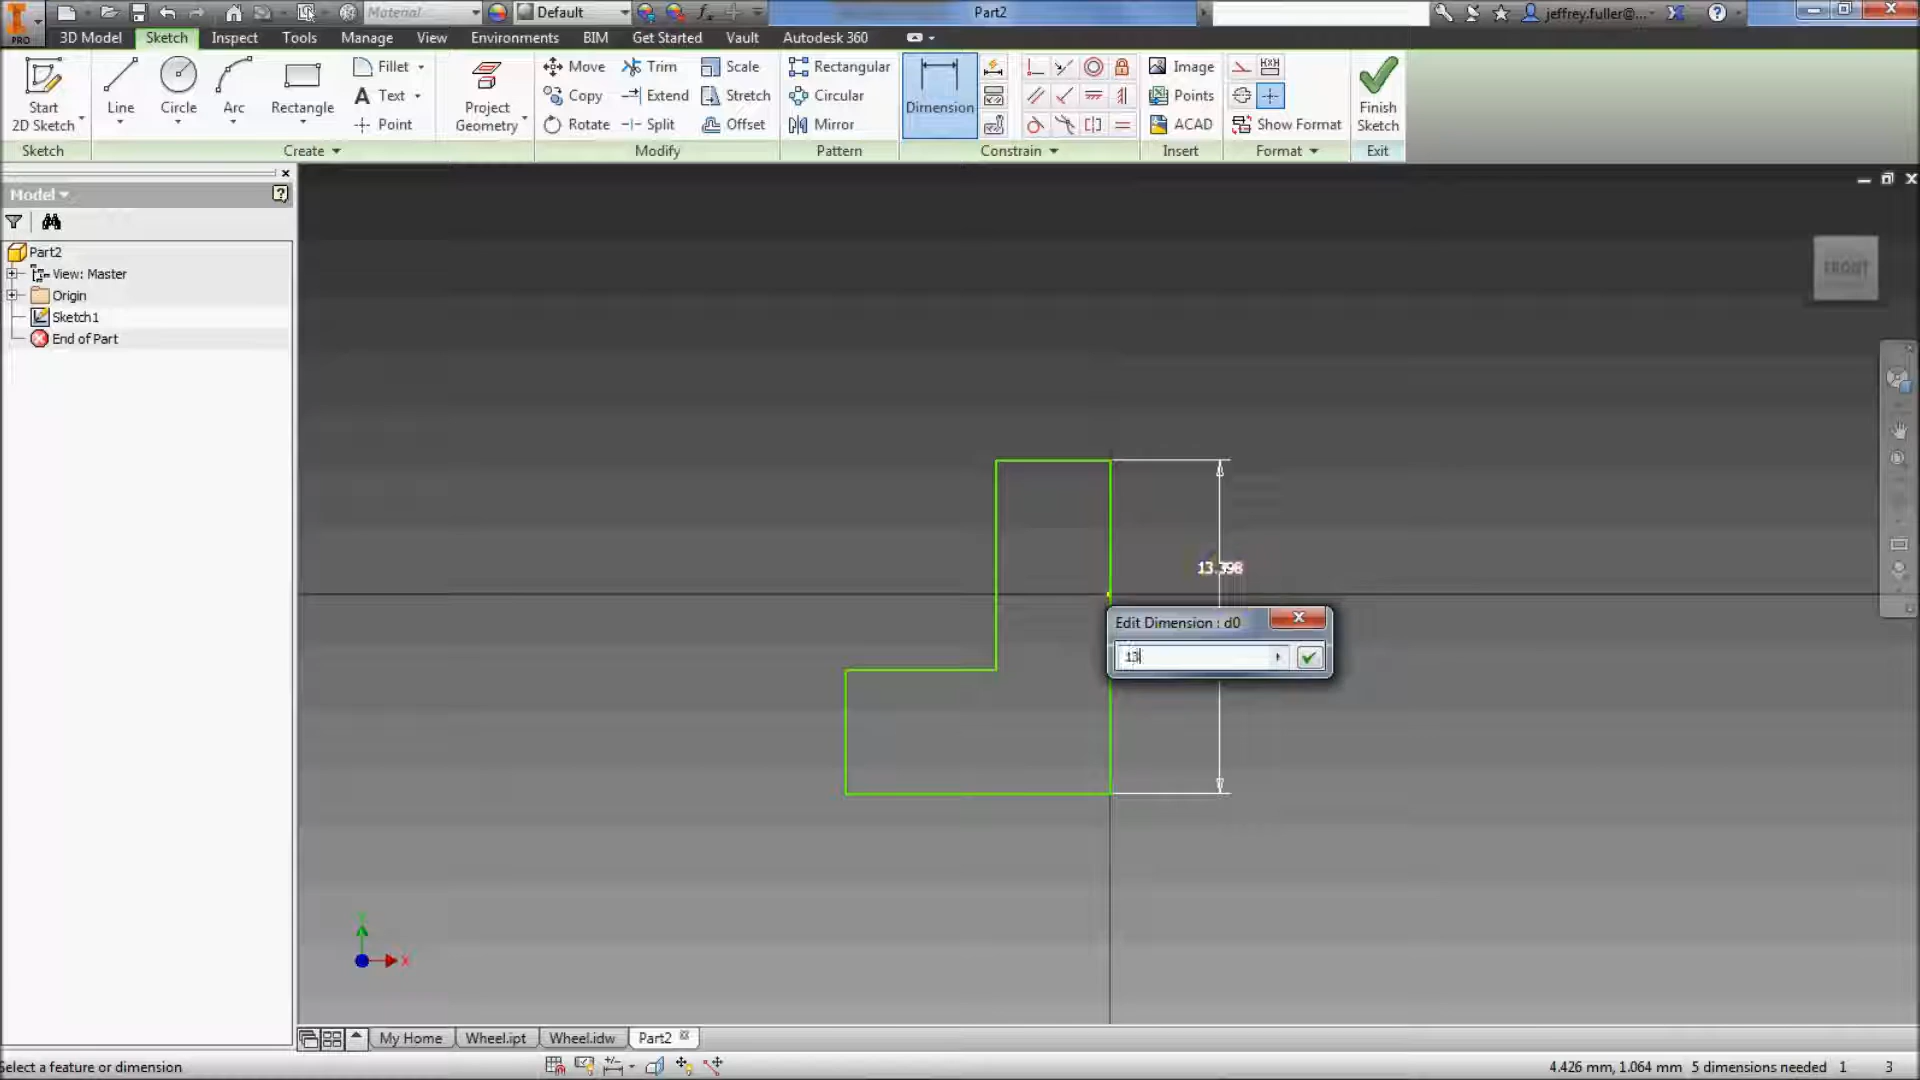 Material
Default
Part2
jeffrey.fuller@...
PRO
3D Model
Sketch
Inspect
Tools
Manage
View
Environments
BIM
Get Started
Vault
Autodesk 360
Start
2D Sketch
Line
Circle
Arc
Rectangle
Fillet
Text
Point
Project
Geometry
Move
Copy
Rotate
Trim
Extend
Split
Scale
Stretch
Offset
Rectangular
Circular
Mirror
Dimension
Image
Points
ACAD
Show Format
Finish
Sketch
Sketch
Create
Modify
Pattern
Constrain
Insert
Format
Exit
Model
Part2
View: Master
Origin
Sketch1
End of Part
FRONT
13.398
Edit Dimension : d0
13
Y
X
My Home
Wheel.ipt
Wheel.idw
Part2
Select a feature or dimension
4.426 mm, 1.064 mm
5 dimensions needed
1
3